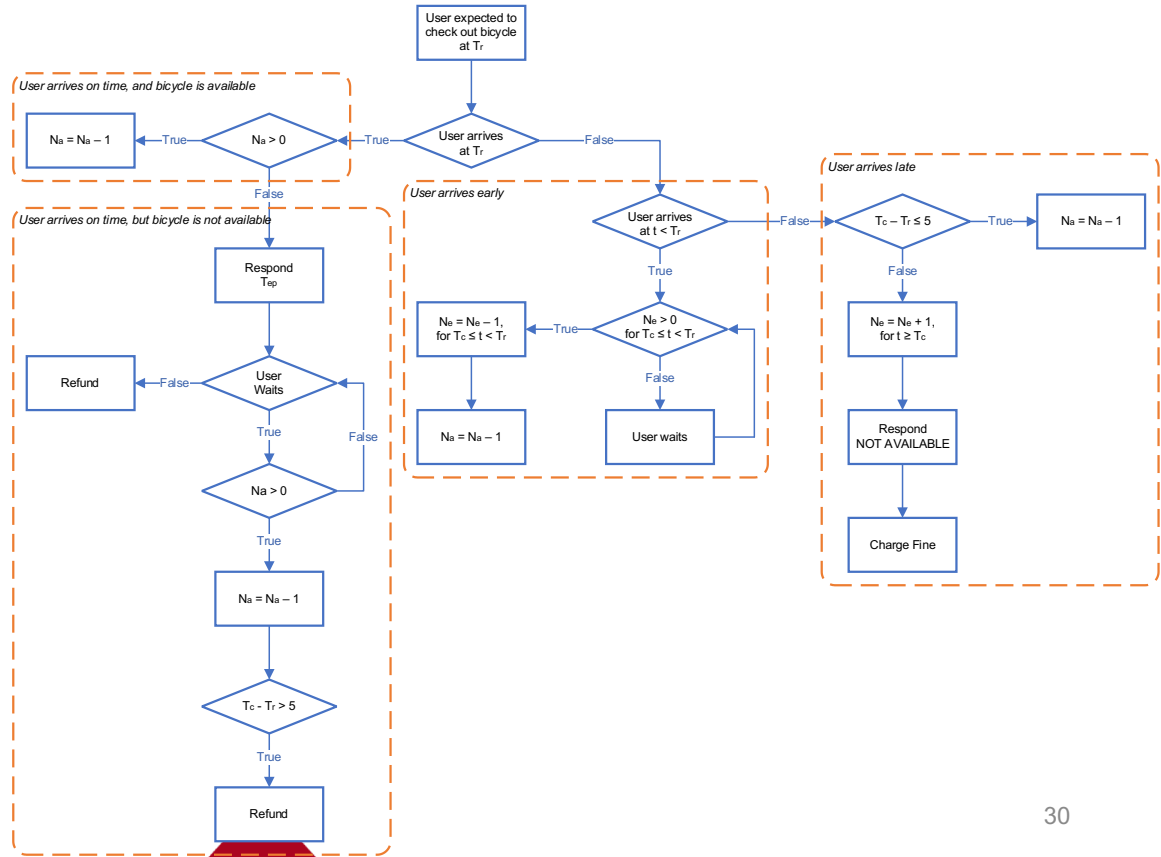 User expected to
check out bicycle
at Tr
User arrives on time, and bicycle is available
Na = Na – 1
True
Na > 0
True
User arrives
at Tr
False
False
User arrives early
User arrives
at t < Tr
False
True
Ne = Ne – 1,
for Tc ≤ t < Tr
True
Ne > 0
for Tc ≤ t < Tr
False
Na = Na – 1
User waits
User arrives late
Tc – Tr ≤ 5
True
Na = Na – 1
False
Ne = Ne + 1,
for t ≥ Tc
Respond
NOT AVAILABLE
Charge Fine
User arrives on time, but bicycle is not available
Respond
Tep
Refund
False
User
Waits
True
False
Na > 0
True
Na = Na – 1
Tc - Tr > 5
True
Refund
30